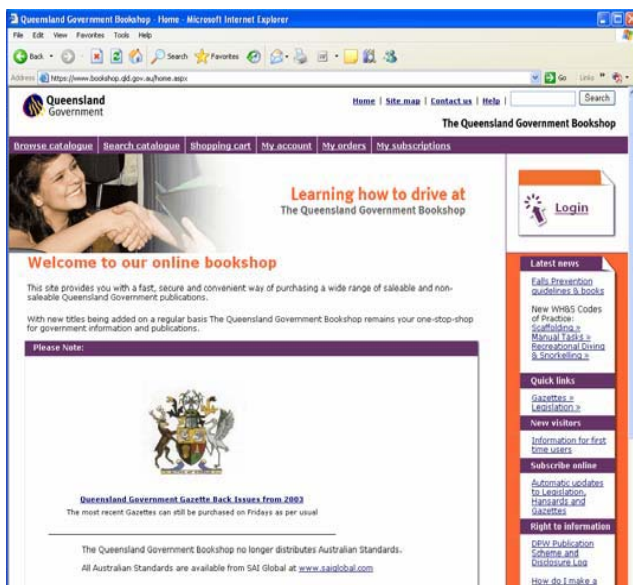 Queensland Government Bookshop - Home - Microsoft Internet Explorer
File Edit View Favorites Tools Help
Back Search Favorites
Address https://www.bookshop.qld.gov.au/home.aspx Go Links
Queensland
Government
Home | Site map | Contact us | Help | Search
The Queensland Government Bookshop
Browse catalogue Search catalogue Shopping cart My account My orders My subscriptions
Learning how to drive at
The Queensland Government Bookshop
Login
Welcome to our online bookshop
This site provides you with a fast, secure and convenient way of purchasing a wide range of saleable and non-
saleable Queensland Government publications.
With new titles being added on a regular basis The Queensland Government Bookshop remains your one-stop-shop
for government information and publications.
Please Note:
Queensland Government Gazette Back Issues from 2003
The most recent Gazettes can still be purchased on Fridays as per usual
The Queensland Government Bookshop no longer distributes Australian Standards.
All Australian Standards are available from SAI Global at www.saiglobal.com
Latest news
Falls Prevention
guidelines & books
New WH&S Codes
of Practice:
Scaffolding »
Manual Tasks »
Recreational Diving
& Snorkelling »
Quick links
Gazettes »
Legislation »
New visitors
Information for first
time users
Subscribe online
Automatic updates
to Legislation,
Hansards and
Gazettes
Right to information
DPW Publication
Scheme and
Disclosure Log
How do I make a